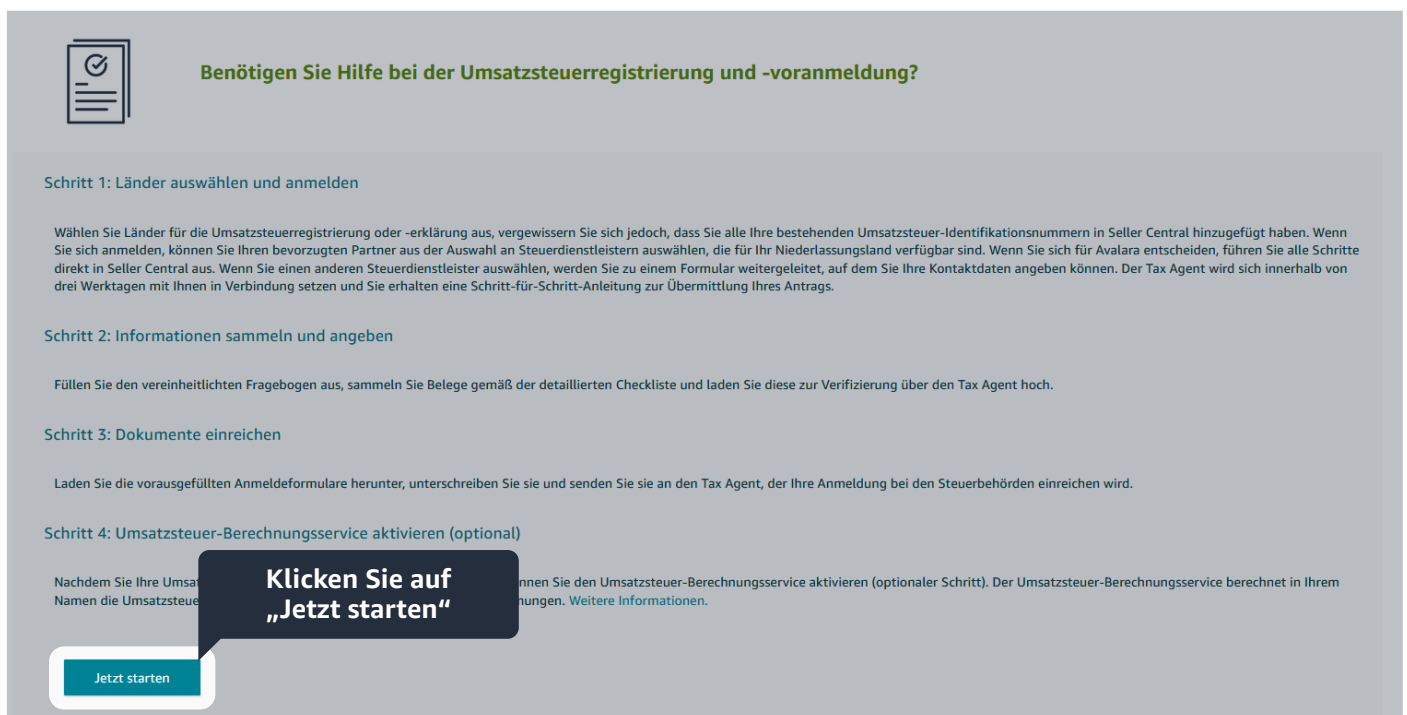 Benötigen Sie Hilfe bei der Umsatzsteuerregistrierung und -voranmeldung?
Schritt 1: Länder auswählen und anmelden
Wählen Sie Länder für die Umsatzsteuerregistrierung oder -erklärung aus, vergewissern Sie sich jedoch, dass Sie alle Ihre bestehenden Umsatzsteuer-Identifikationsnummern in Seller Central hinzugefügt haben. Wenn
Sie sich anmelden, können Sie Ihren bevorzugten Partner aus der Auswahl an Steuerdienstleistern auswählen, die für Ihr Niederlassungsland verfügbar sind. Wenn Sie sich für Avalara entscheiden, führen Sie alle Schritte
direkt in Seller Central aus. Wenn Sie einen anderen Steuerdienstleister auswählen, werden Sie zu einem Formular weitergeleitet, auf dem Sie Ihre Kontaktdaten angeben können. Der Tax Agent wird sich innerhalb von
drei Werktagen mit Ihnen in Verbindung setzen und Sie erhalten eine Schritt-für-Schritt-Anleitung zur Übermittlung Ihres Antrags.
Schritt 2: Informationen sammeln und angeben
Füllen Sie den vereinheitlichten Fragebogen aus, sammeln Sie Belege gemäß der detaillierten Checkliste und laden Sie diese zur Verifizierung über den Tax Agent hoch.
Schritt 3: Dokumente einreichen
Laden Sie die vorausgefüllten Anmeldeformulare herunter, unterschreiben Sie sie und senden Sie sie an den Tax Agent, der Ihre Anmeldung bei den Steuerbehörden einreichen wird.
Schritt 4: Umsatzsteuer-Berechnungsservice aktivieren (optional)
Nachdem Sie Ihre Umsat nnen Sie den Umsatzsteuer-Berechnungsservice aktivieren (optionaler Schritt). Der Umsatzsteuer-Berechnungsservice berechnet in Ihrem
Namen die Umsatzsteue nungen. Weitere Informationen.
Klicken Sie auf
„Jetzt starten“
Jetzt starten